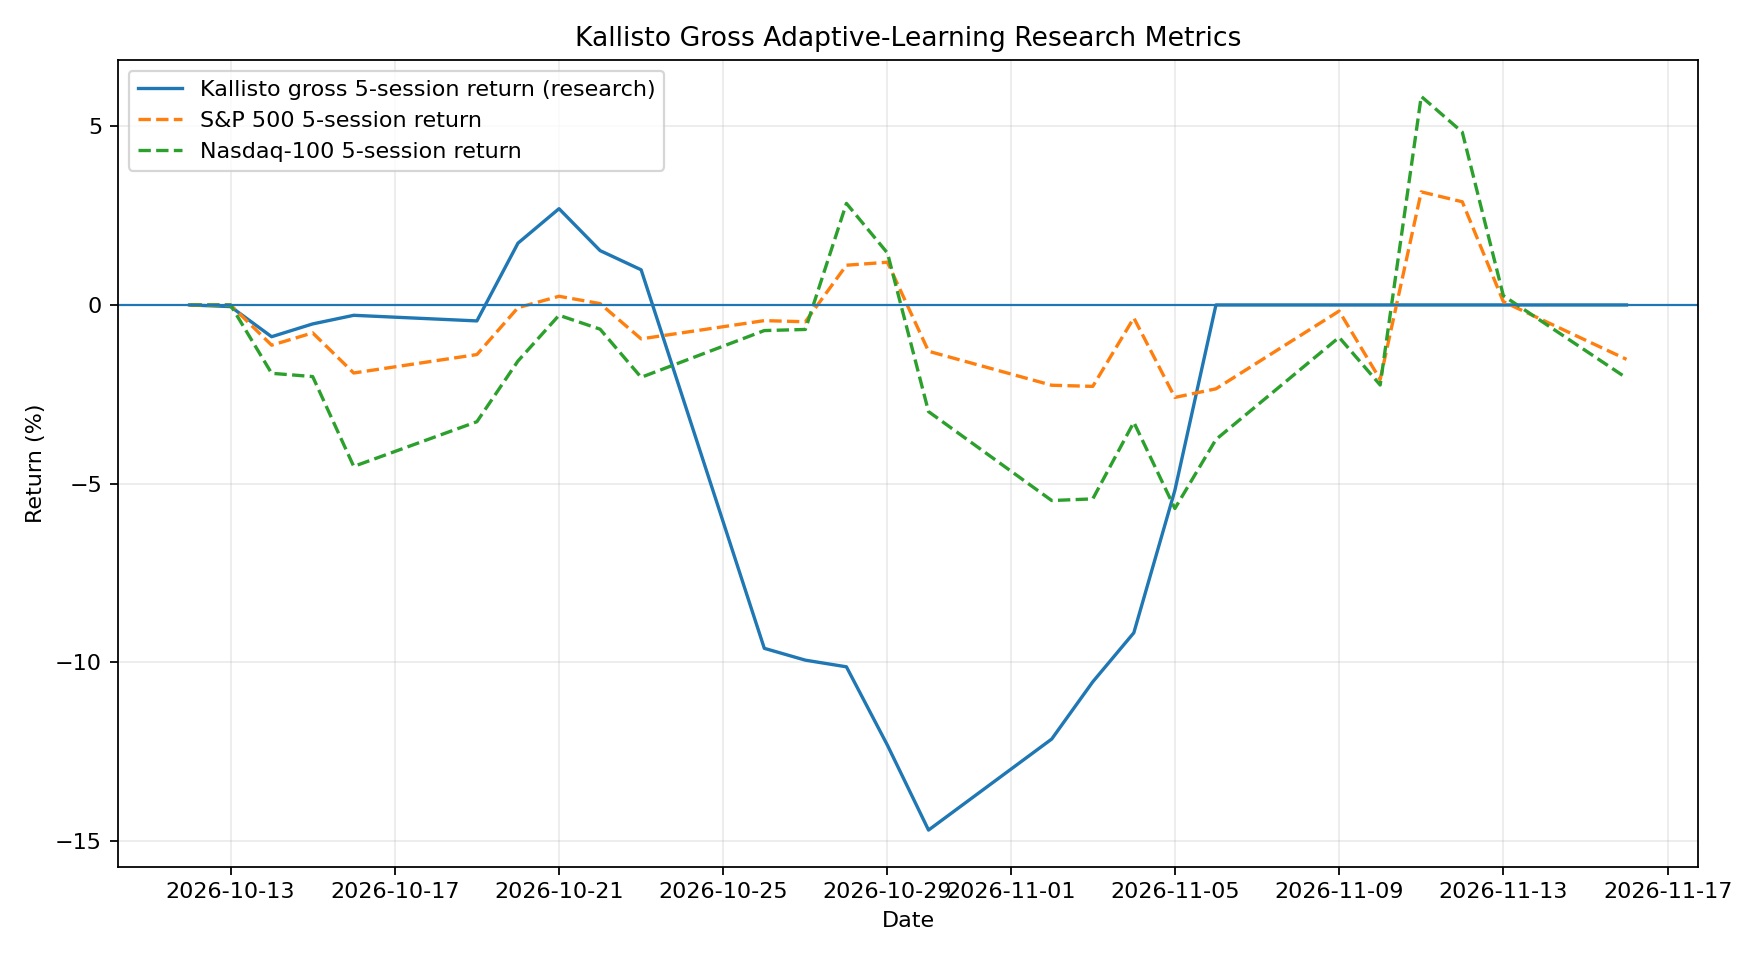 Kallisto Gross Adaptive-Learning Research Metrics
Kallisto gross 5-session return (research)
S&P 500 5-session return
Nasdaq-100 5-session return
5
0
−5
−10
−15
Return (%)
2026-10-13
2026-10-17
2026-10-21
2026-10-25
2026-10-29
2026-11-01
2026-11-05
2026-11-09
2026-11-13
2026-11-17
Date